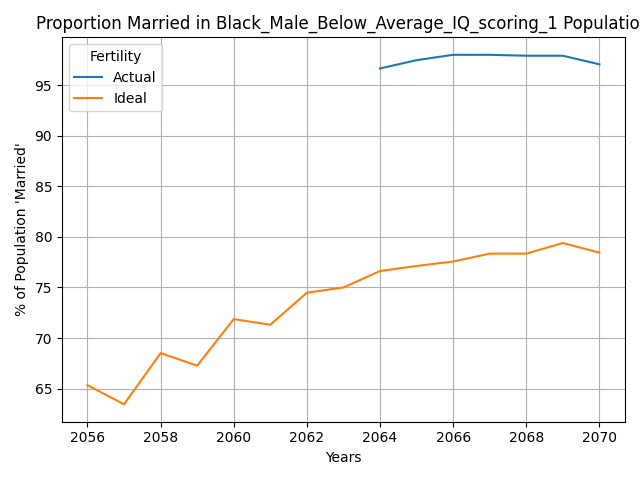 Proportion Married in Black_Male_Below_Average_IQ_scoring_1 Populatio
Fertility
Actual
Ideal
% of Population 'Married'
95
90
85
80
75
70
65
2056 2058 2060 2062 2064 2066 2068 2070
Years